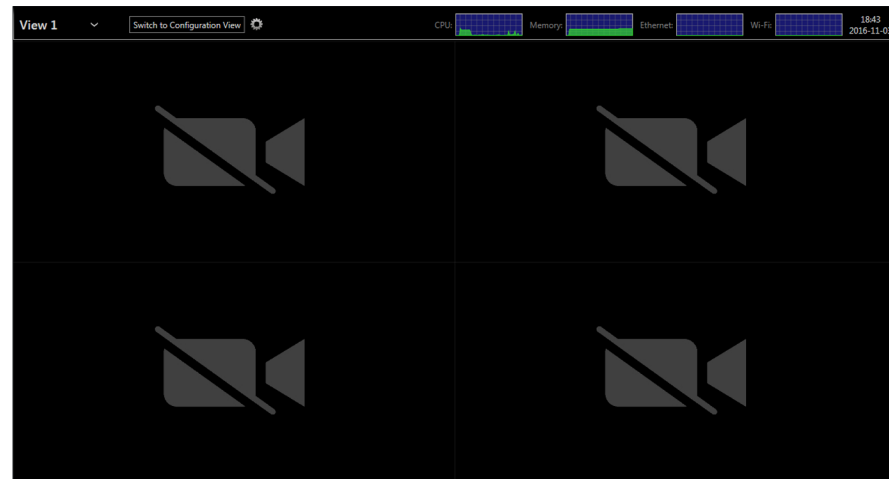 View 1
Switch to Configuration View
CPU:
Memory:
Ethernet:
Wi-Fi:
18:43